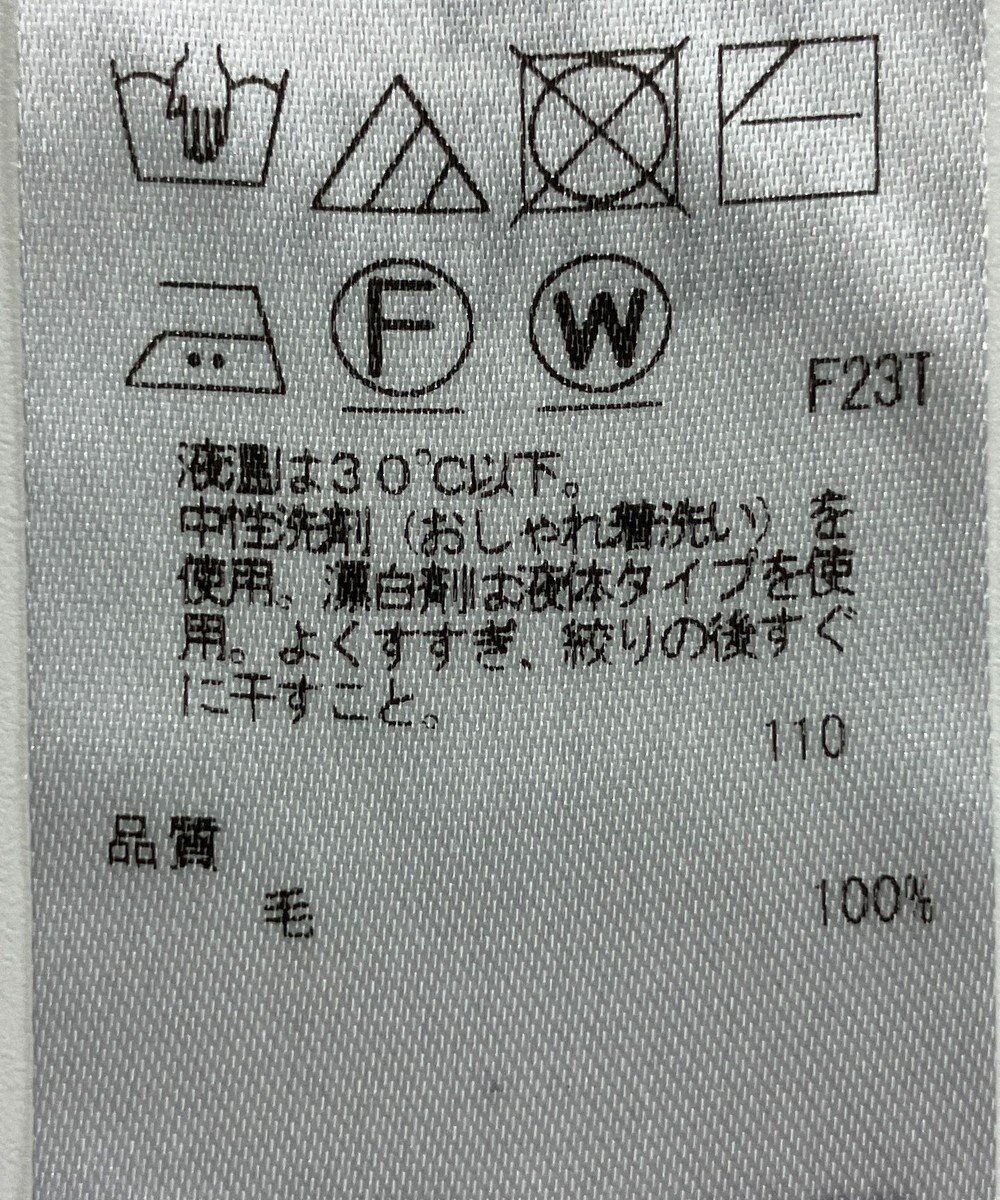 F
W
F23T
液温は30℃以下。
中性洗剤(おしゃれ着洗い)を
使用。漂白剤は液体タイプを使
用。よくすすぎ、絞りの後すぐ
に干すこと。
110
品質
毛 100%